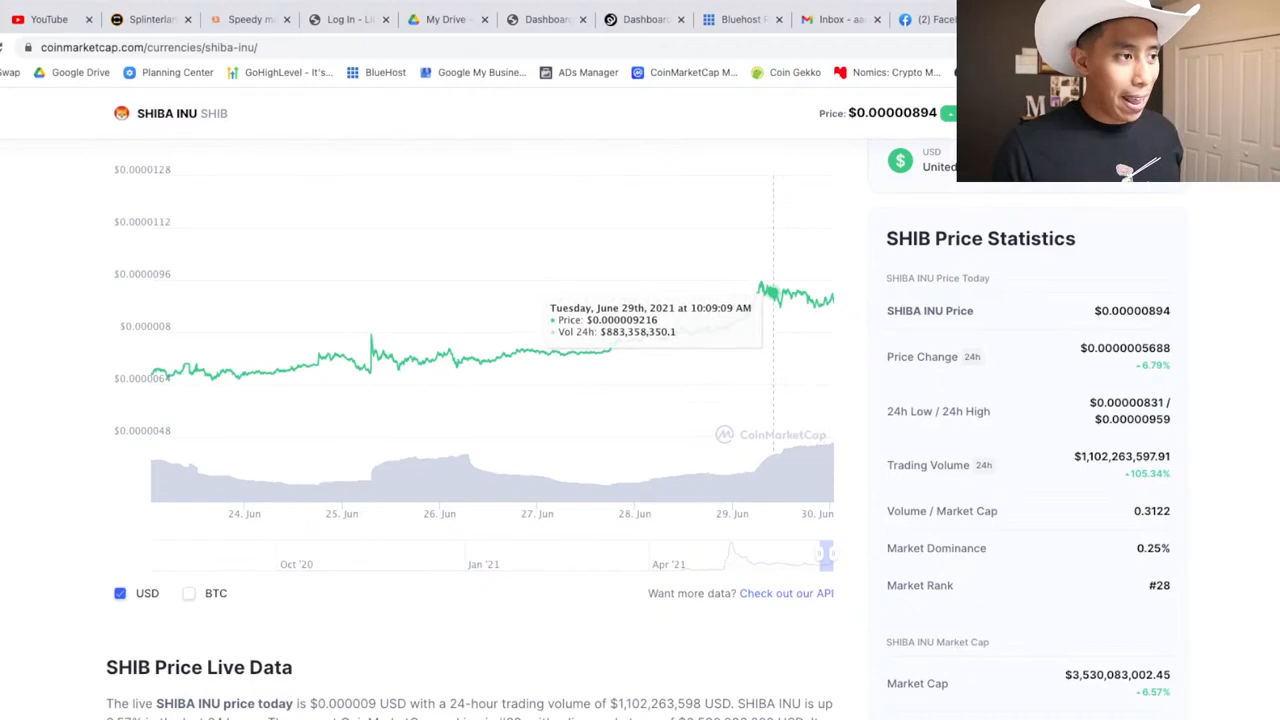 YouTube
Splinterlan
Speedy ma
Log In - Li
My Drive -
Dashboar
Dashboar
Bluehost P
Inbox - aa
(2) Face
coinmarketcap.com/currencies/shiba-inu/
Swap
Google Drive
Planning Center
GoHighLevel - It's...
BlueHost
Google My Busine...
ADs Manager
CoinMarketCap M...
Coin Gekko
Nomics: Crypto M...
SHIBA INU SHIB
Price: $0.00000894
USD
United
M
$0.0000128
$0.0000112
$0.0000096
$0.000008
$0.0000064
$0.0000048
Tuesday, June 29th, 2021 at 10:09:09 AM
Price: $0.000009216
Vol 24h: $883,358,350.1
CoinMarketCap
24. Jun
25. Jun
26. Jun
27. Jun
28. Jun
29. Jun
30. Jun
Oct '20
Jan '21
Apr '21
USD
BTC
Want more data? Check out our API
SHIB Price Live Data
The live SHIBA INU price today is $0.000009 USD with a 24-hour trading volume of $1,102,263,598 USD. SHIBA INU is up
SHIB Price Statistics
SHIBA INU Price Today
SHIBA INU Price
$0.00000894
Price Change 24h
$0.0000005688
6.79%
24h Low / 24h High
$0.00000831 /
$0.00000959
Trading Volume 24h
$1,102,263,597.91
105.34%
Volume / Market Cap
0.3122
Market Dominance
0.25%
Market Rank
#28
SHIBA INU Market Cap
Market Cap
$3,530,083,002.45
6.57%